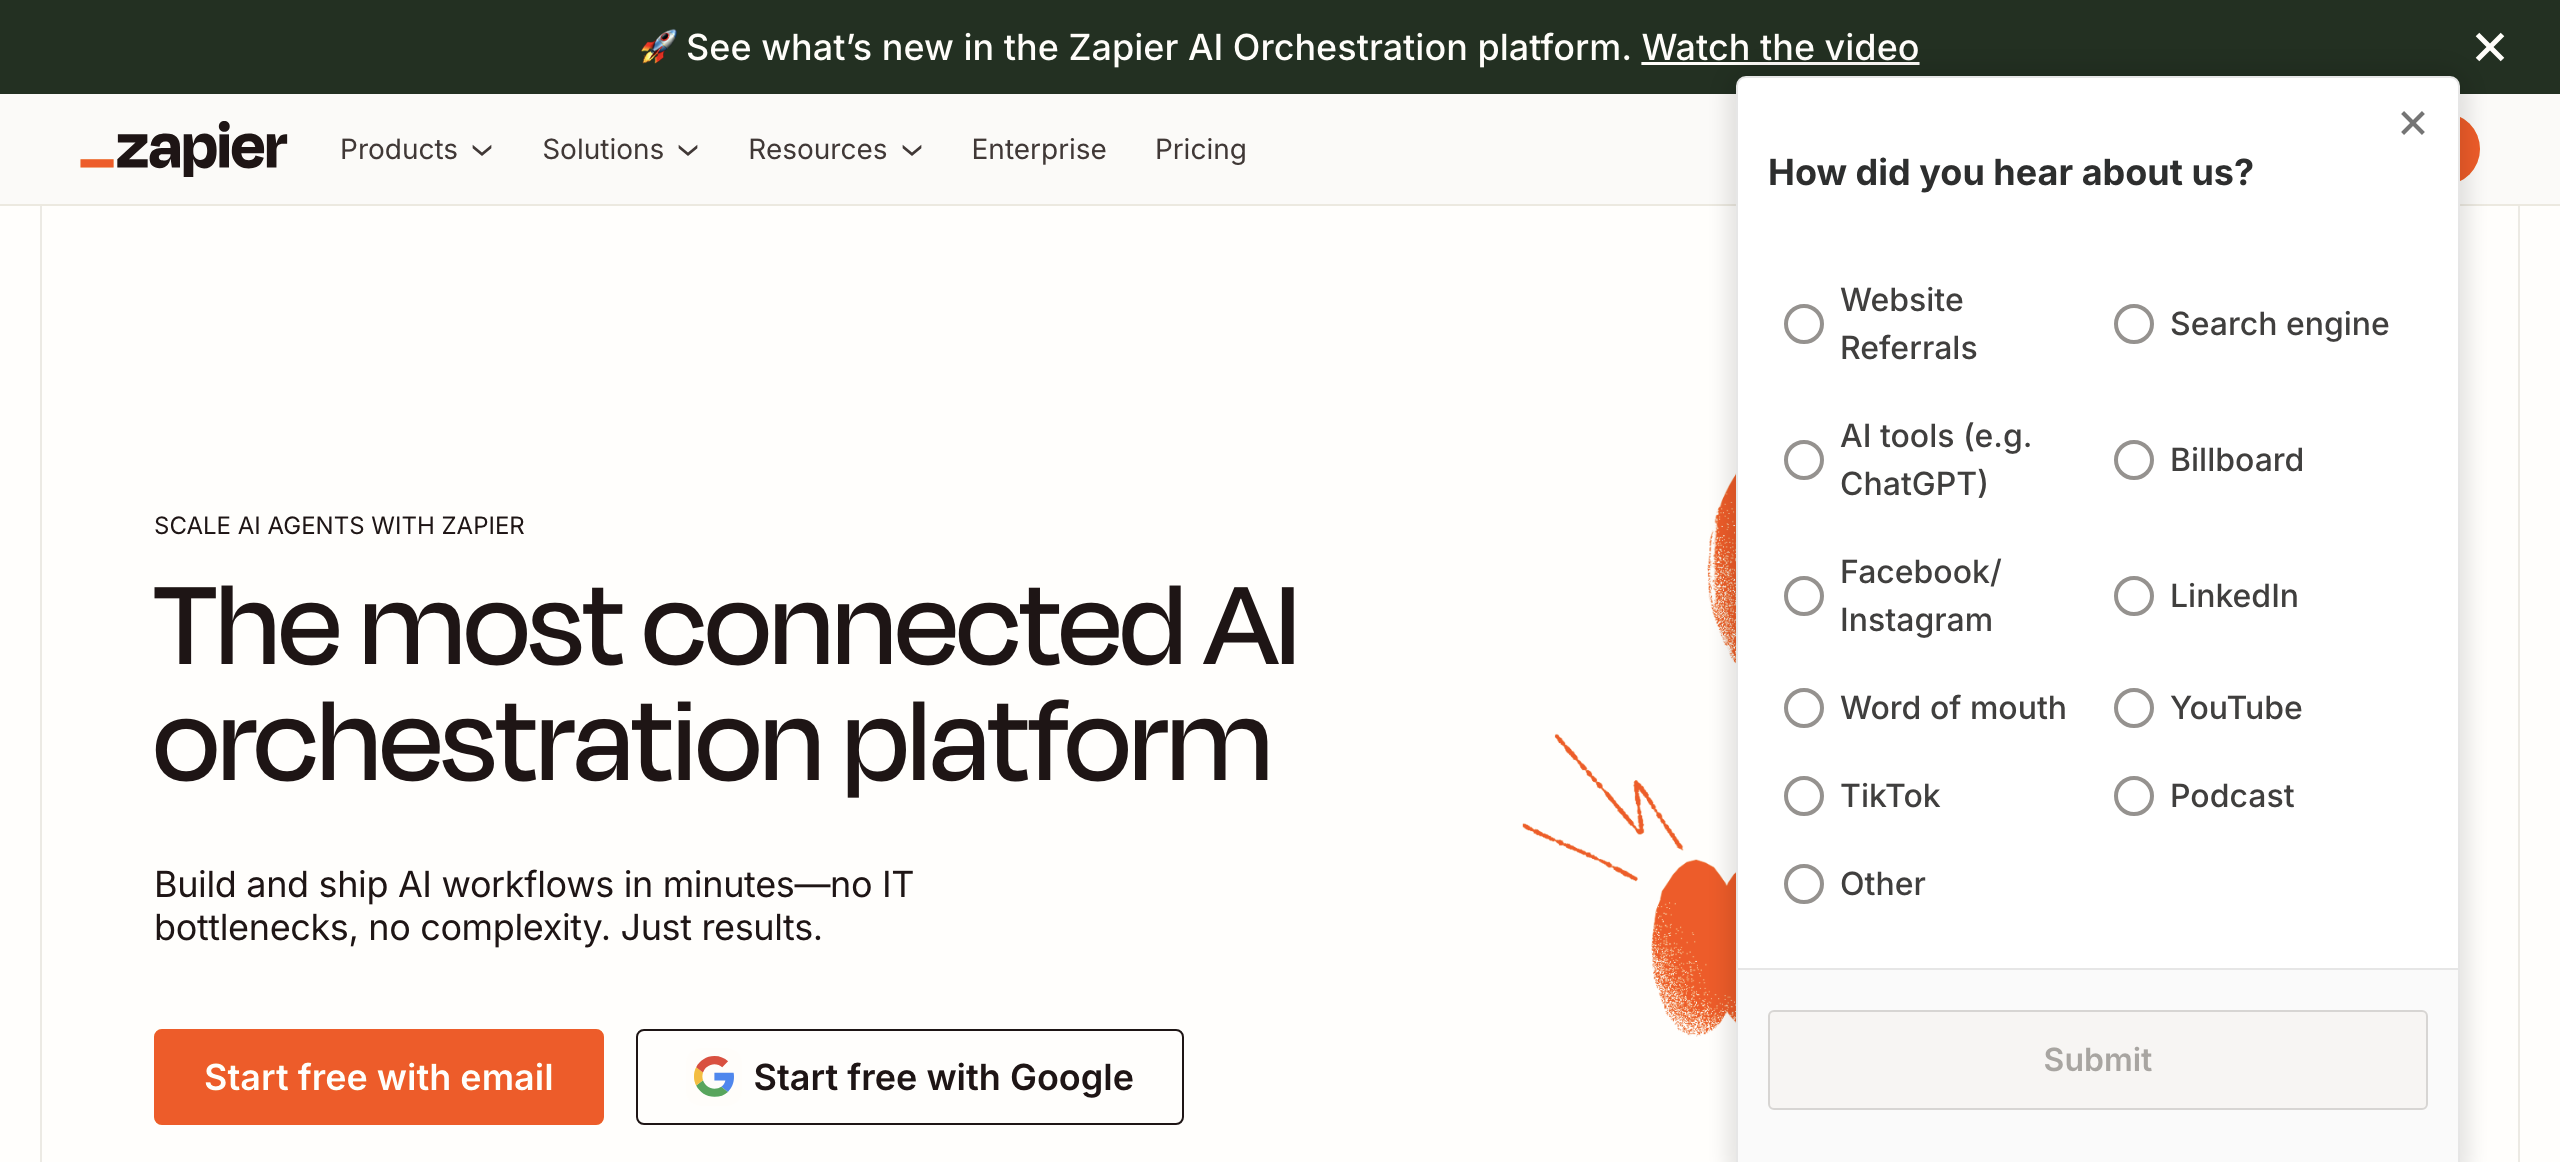 🚀 See what's new in the Zapier AI Orchestration platform. Watch the video
zapier
Products
Solutions
Resources
Enterprise
Pricing
SCALE AI AGENTS WITH ZAPIER
The most connected AI
orchestration platform
Build and ship AI workflows in minutes—no IT
bottlenecks, no complexity. Just results.
Start free with email
Start free with Google
How did you hear about us?
Website
Referrals
Search engine
AI tools (e.g.
ChatGPT)
Billboard
Facebook/
Instagram
LinkedIn
Word of mouth
YouTube
TikTok
Podcast
Other
Submit